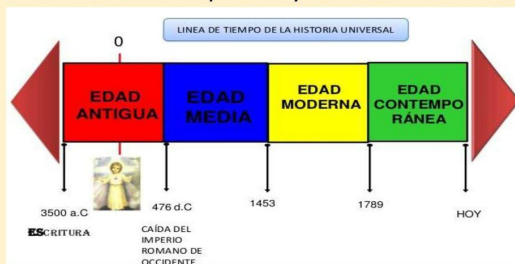 LINEA DE TIEMPO DE LA HISTORIA UNIVERSAL
0
EDAD
ANTIGUA
EDAD
MEDIA
EDAD
MODERNA
EDAD
CONTEMPO
RÁNEA
3500 a.C
ESCRITURA
476 d.C
CAÍDA DEL
IMPERIO
ROMANO DE
OCCIDENTE
1453
1789
HOY